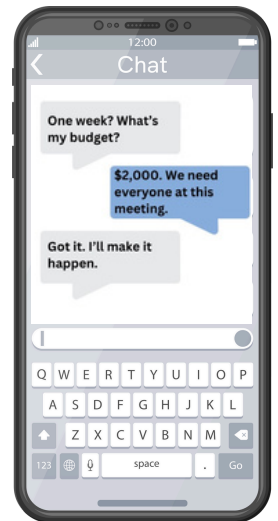 12:00
Chat
One week? What's
my budget?
$2,000. We need
everyone at this
meeting.
Got it. I'll make it
happen.
Q W E R T Y U I O P
A S D F G H J K L
Z X C V B N M
123 space . Go